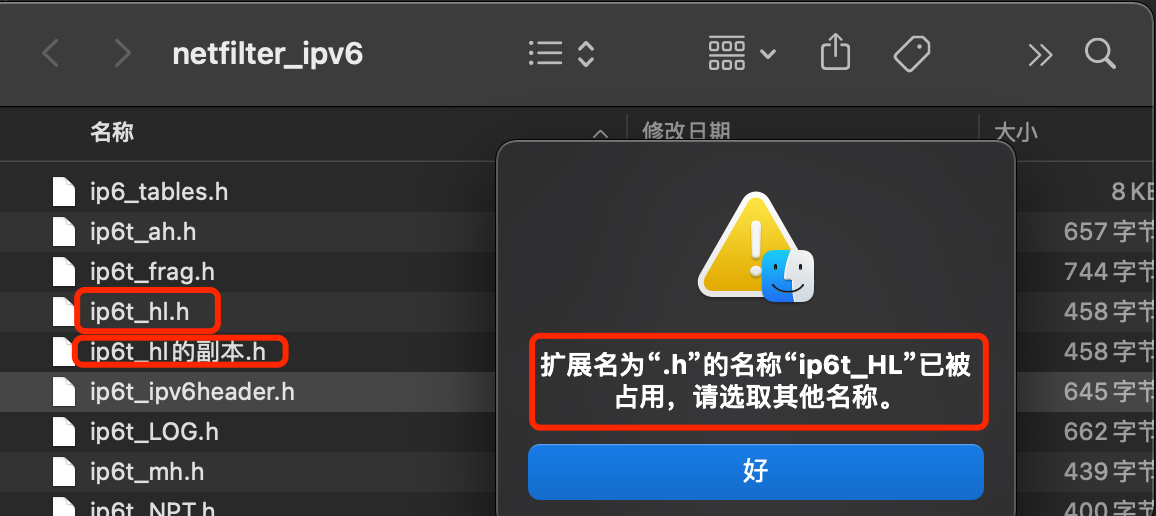 netfilter_ipv6
名称
修改日期
大小
ip6_tables.h
8 KB
ip6t_ah.h
657 字节
ip6t_frag.h
744 字节
ip6t_hl.h
458 字节
ip6t_hl的副本.h
458 字节
ip6t_ipv6header.h
645 字节
ip6t_LOG.h
662 字节
ip6t_mh.h
439 字节
ip6t_NPT.h
400 字节
扩展名为“.h”的名称“ip6t_HL”已被
占用，请选取其他名称。
好